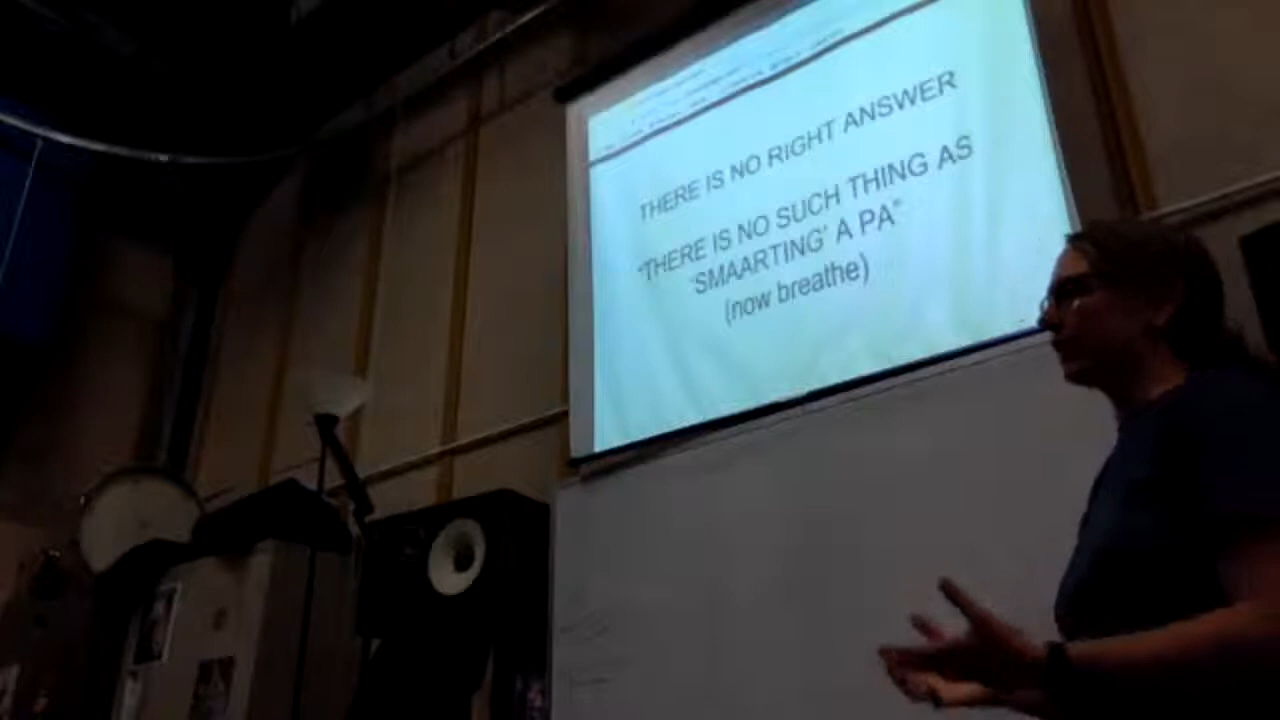 THERE IS NO RIGHT ANSWER
"THERE IS NO SUCH THING AS
'SMAARTING' A PA"
(now breathe)